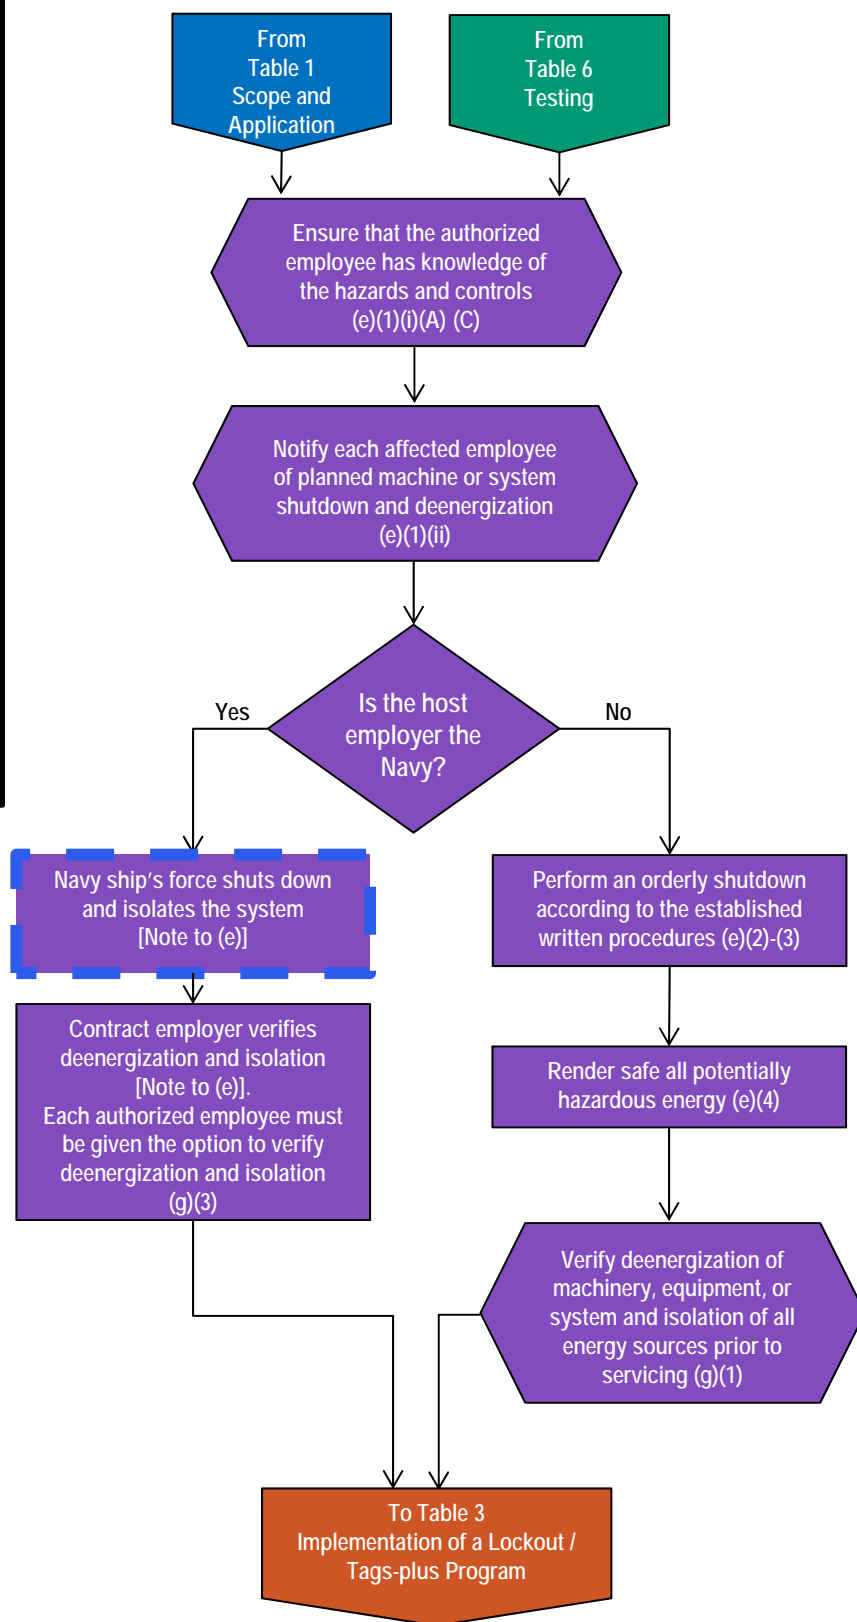 From
Table 1
Scope and
Application
From
Table 6
Testing
Ensure that the authorized
employee has knowledge of
the hazards and controls
(e)(1)(i)(A) (C)
Notify each affected employee
of planned machine or system
shutdown and deenergization
(e)(1)(ii)
Is the host
employer the
Navy?
Yes
No
Navy ship's force shuts down
and isolates the system
[Note to (e)]
Perform an orderly shutdown
according to the established
written procedures (e)(2)-(3)
Contract employer verifies
deenergization and isolation
[Note to (e)].
Each authorized employee must
be given the option to verify
deenergization and isolation
(g)(3)
Render safe all potentially
hazardous energy (e)(4)
Verify deenergization of
machinery, equipment, or
system and isolation of all
energy sources prior to
servicing (g)(1)
To Table 3
Implementation of a Lockout /
Tags-plus Program